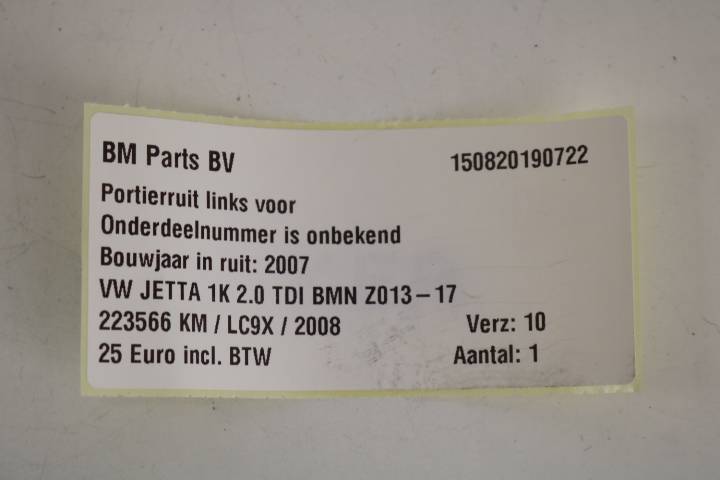 BM Parts BV 150820190722
Portierruit links voor
Onderdeelnummer is onbekend
Bouwjaar in ruit: 2007
VW JETTA 1K 2.0 TDI BMN Z013-17
223566 KM / LC9X / 2008 Verz: 10
25 Euro incl. BTW Aantal: 1